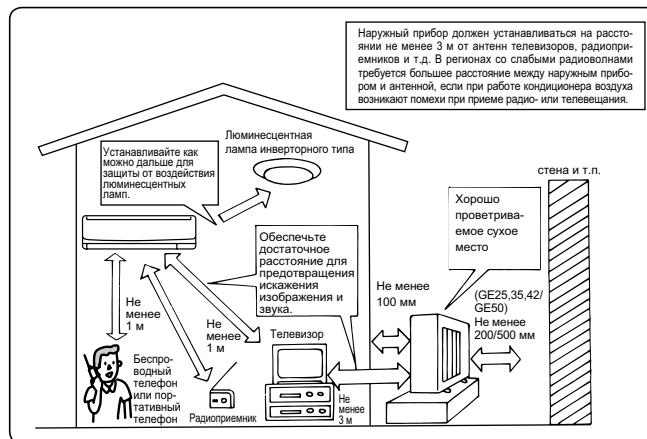 Наружный прибор должен устанавливаться на рассто-
янии не менее 3 м от антенн телевизоров, радиопри-
емников и т.д. В регионах со слабыми радиоволнами
требуется большее расстояние между наружным прибо-
ром и антенной, если при работе кондиционера воздуха
возникают помехи при приеме радио- или телевещания.
Люминесцентная
лампа инверторного типа
Устанавливайте как
можно дальше для
защиты от воздействия
люминесцентных
ламп.
стена и т.п.
Хорошо
проветрива-
емое сухое
место
Обеспечьте
достаточное
расстояние для
предотвращения
искажения
изображения и
звука.
Не менее
100 мм
(GE25,35,42/
GE50)
Не менее
200/500 мм
Не
менее
1 м
Не
менее
1 м
Телевизор
Беспро-
водный
телефон
или пор-
тативный
телефон
Радиоприемник
Не
менее
3 м